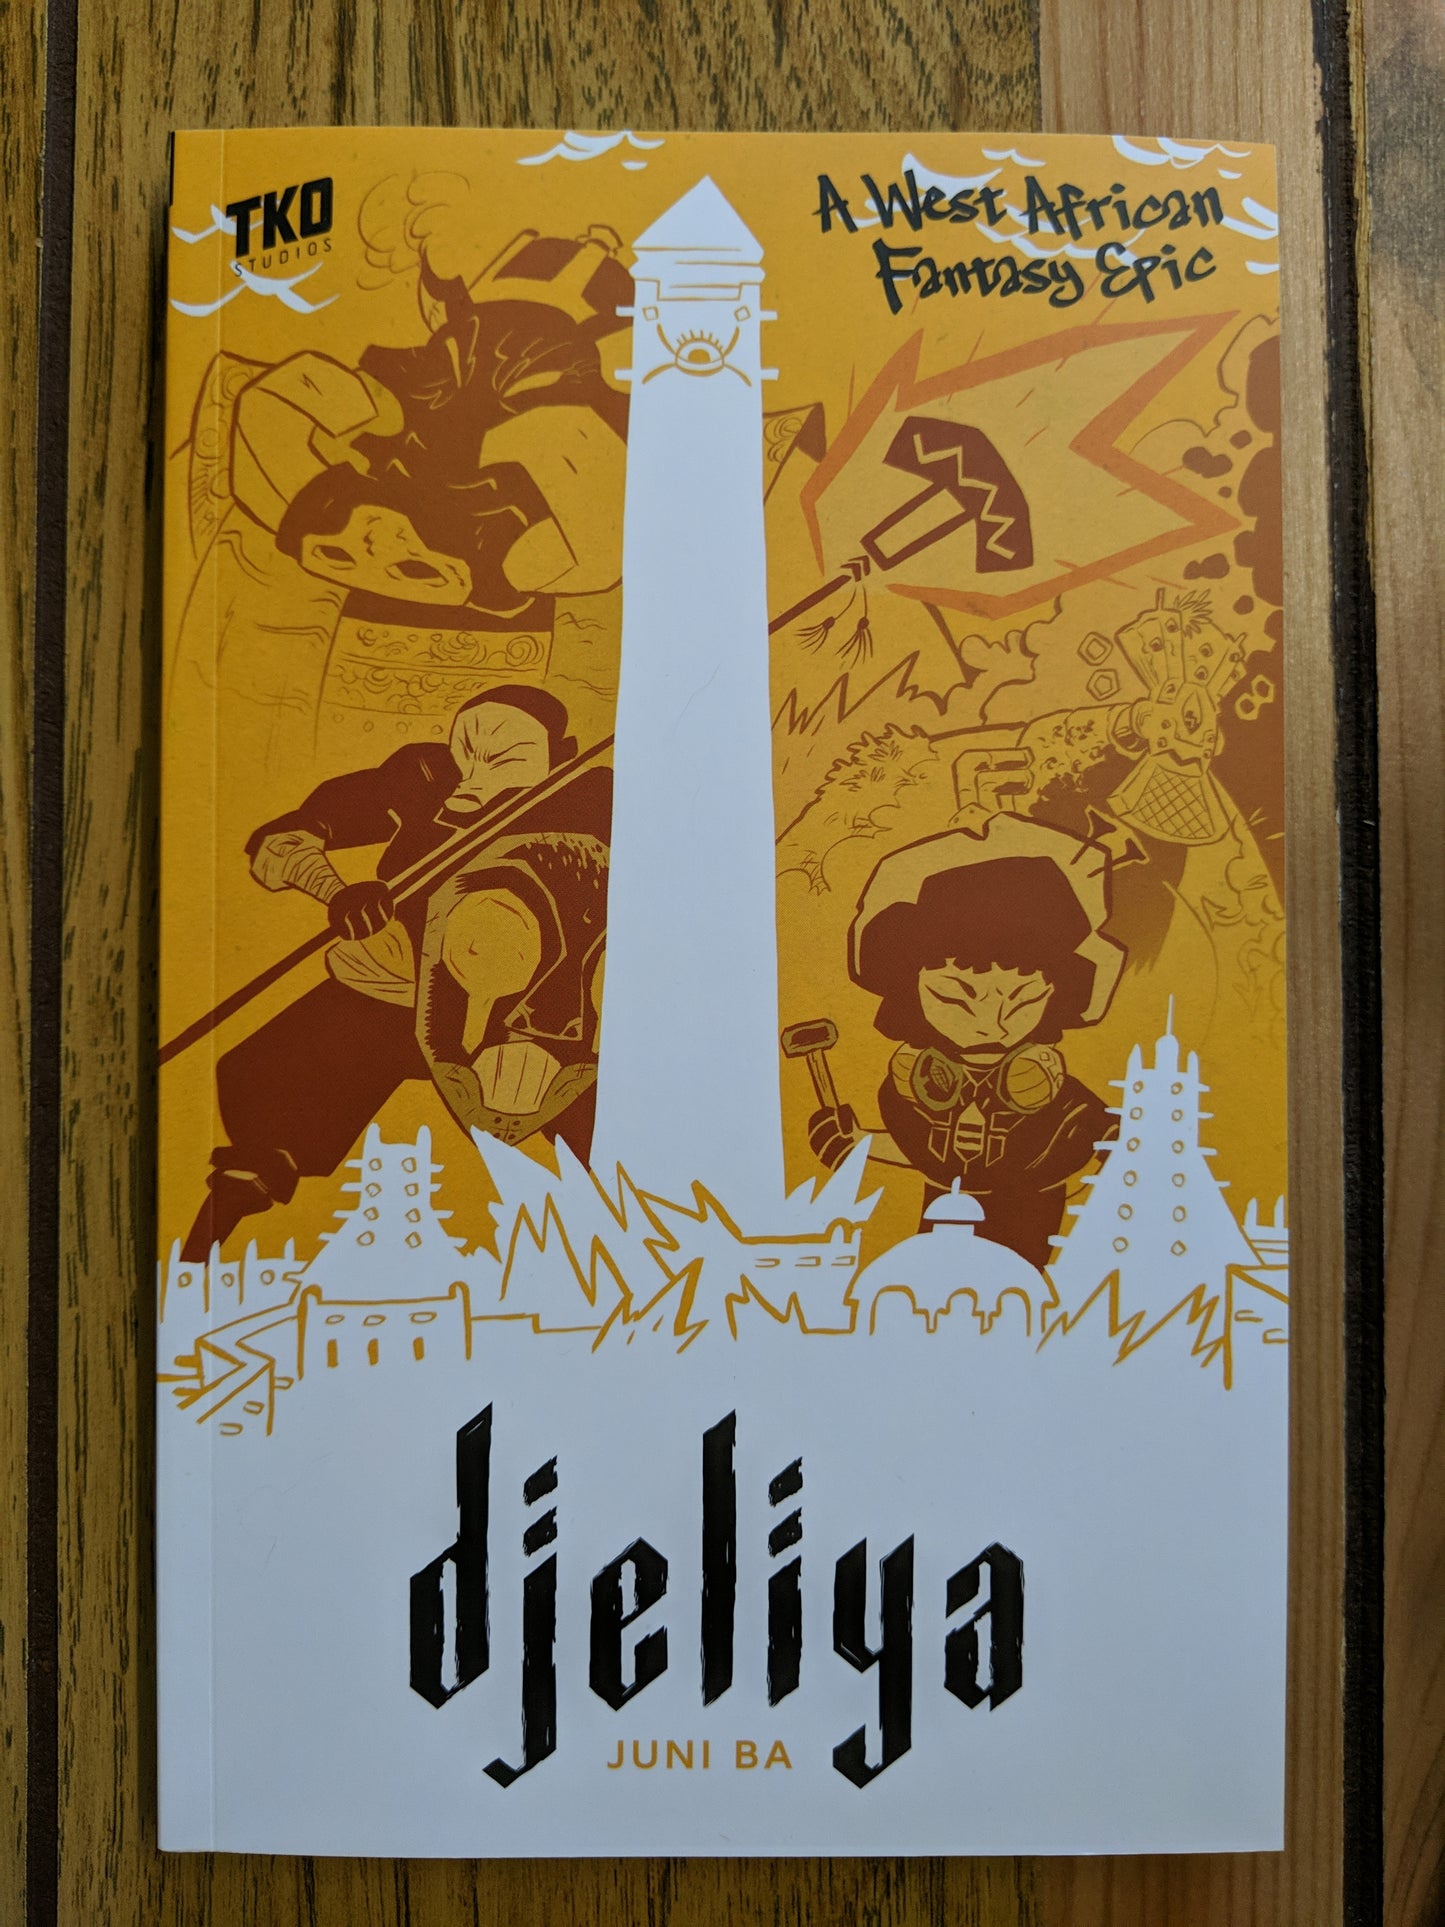 TKO
STUDIOS
A West African
Fantasy Epic
djeliya
JUNI BA